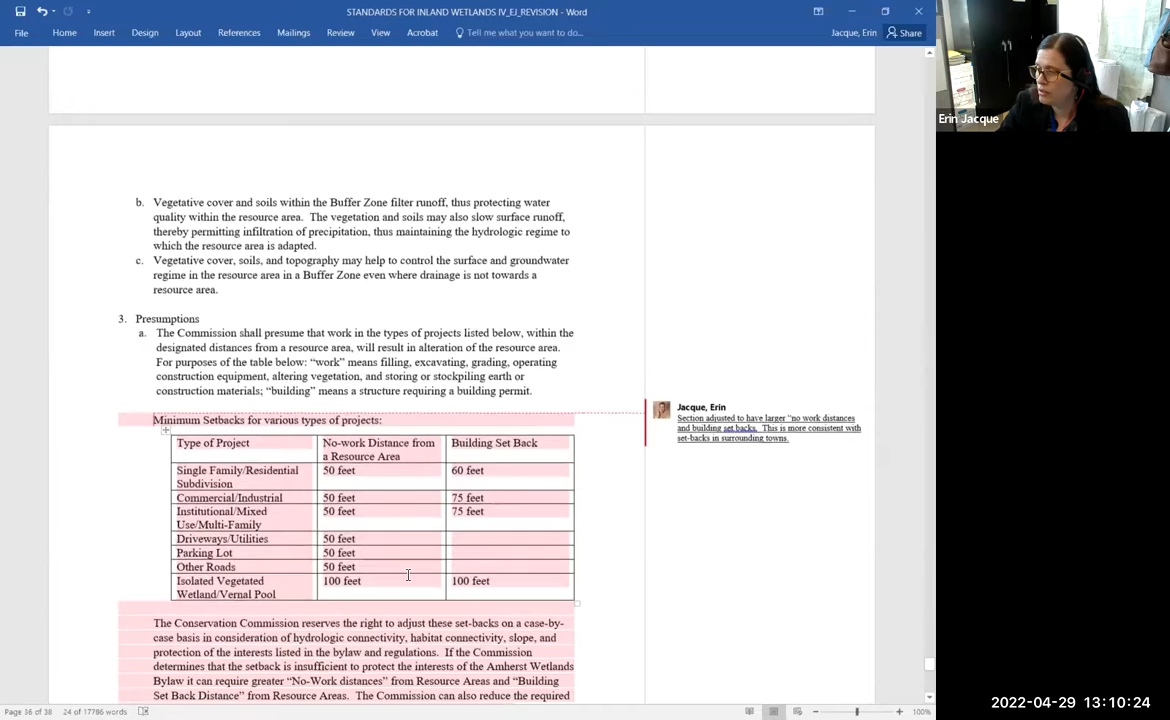 STANDARDS FOR INLAND WETLANDS IV_EJ_REVISION - Word
File Home Insert Design Layout References Mailings Review View Acrobat Tell me what you want to do... Jacque, Erin Share
Erin Jacque
b. Vegetative cover and soils within the Buffer Zone filter runoff, thus protecting water
quality within the resource area. The vegetation and soils may also slow surface runoff,
thereby permitting infiltration of precipitation, thus maintaining the hydrologic regime to
which the resource area is adapted.
c. Vegetative cover, soils, and topography may help to control the surface and groundwater
regime in the resource area in a Buffer Zone even where drainage is not towards a
resource area.
3. Presumptions
a. The Commission shall presume that work in the types of projects listed below, within the
designated distances from a resource area, will result in alteration of the resource area.
For purposes of the table below: “work” means filling, excavating, grading, operating
construction equipment, altering vegetation, and storing or stockpiling earth or
construction materials; “building” means a structure requiring a building permit.
Minimum Setbacks for various types of projects:
Jacque, Erin
Section adjusted to have larger “no work distances
and building set backs. This is more consistent with
set-backs in surrounding towns.
Type of Project No-work Distance from Building Set Back
a Resource Area
Single Family/Residential 50 feet 60 feet
Subdivision
Commercial/Industrial 50 feet 75 feet
Institutional/Mixed 50 feet 75 feet
Use/Multi-Family
Driveways/Utilities 50 feet
Parking Lot 50 feet
Other Roads 50 feet
Isolated Vegetated 100 feet 100 feet
Wetland/Vernal Pool
The Conservation Commission reserves the right to adjust these set-backs on a case-by-
case basis in consideration of hydrologic connectivity, habitat connectivity, slope, and
protection of the interests listed in the bylaw and regulations. If the Commission
determines that the setback is insufficient to protect the interests of the Amherst Wetlands
Bylaw it can require greater “No-Work distances” from Resource Areas and “Building
Set Back Distance” from Resource Areas. The Commission can also reduce the required
Page 36 of 38 24 of 17786 words 100%
2022-04-29 13:10:24